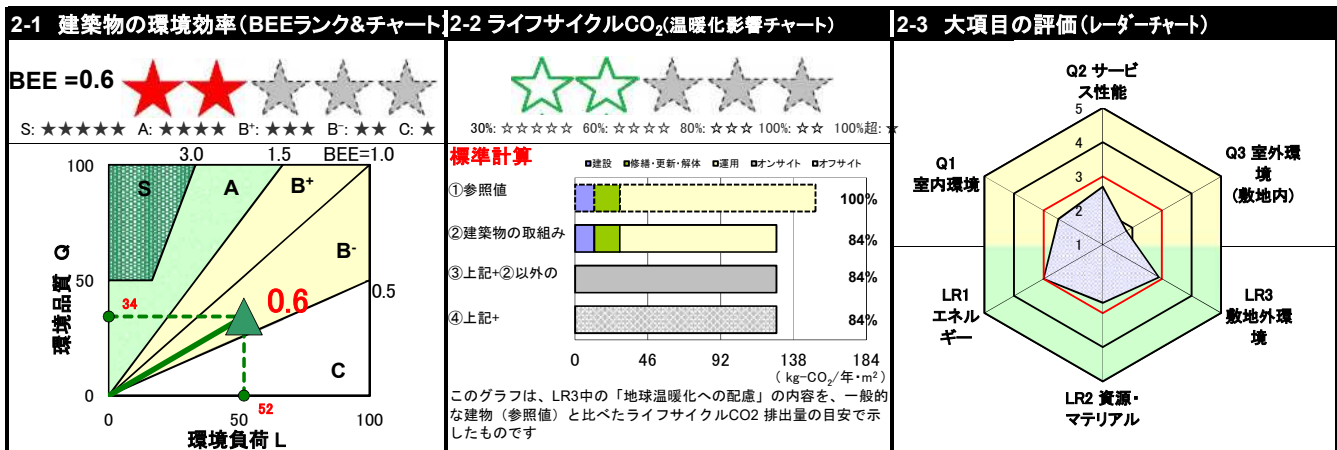 2-1 建築物の環境効率(BEEランク&チャート)
BEE =0.6
S: ★★★★★ A: ★★★★ B⁺: ★★★ B⁻: ★★ C: ★
3.0 1.5 BEE=1.0
100
S
A
B⁺
B⁻
50
0.5
環境品質 Q
34
0.6
C
0
0 50 100
52
環境負荷 L
2-2 ライフサイクルCO₂(温暖化影響チャート)
30%: ☆☆☆☆☆ 60%: ☆☆☆☆ 80%: ☆☆☆ 100%: ☆☆ 100%超: ☆
標準計算
■建設 ■修繕・更新・解体 ■運用 ■オンサイト ■オフサイト
①参照値
100%
②建築物の取組み
84%
③上記+②以外の
84%
④上記+
84%
0 46 92 138 184
( kg-CO₂/年・m²)
このグラフは、LR3中の「地球温暖化への配慮」の内容を、一般的
な建物(参照値)と比べたライフサイクルCO2 排出量の目安で示
したものです
2-3 大項目の評価(レーダーチャート)
Q2 サービ
ス性能
5
4
3
2
1
Q1
室内環境
Q3 室外環
境
(敷地内)
LR1
エネル
ギー
LR3
敷地外環
境
LR2 資源・
マテリアル